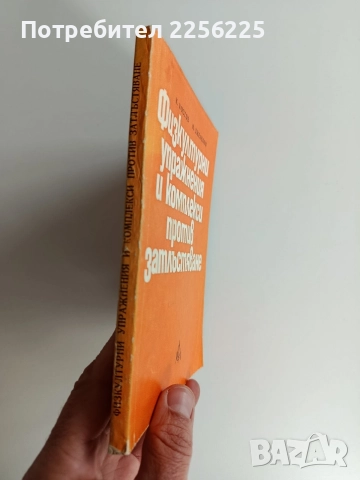 Потребител 2256225
ФИЗКУЛТУРНИ УПРАЖНЕНИЯ И КОМПЛЕКСИ ПРОТИВ ЗАТЛЪСТЯВАНЕ
Физкултурни
упражнения
и комплекси
против
затлъстяване
BAZAR